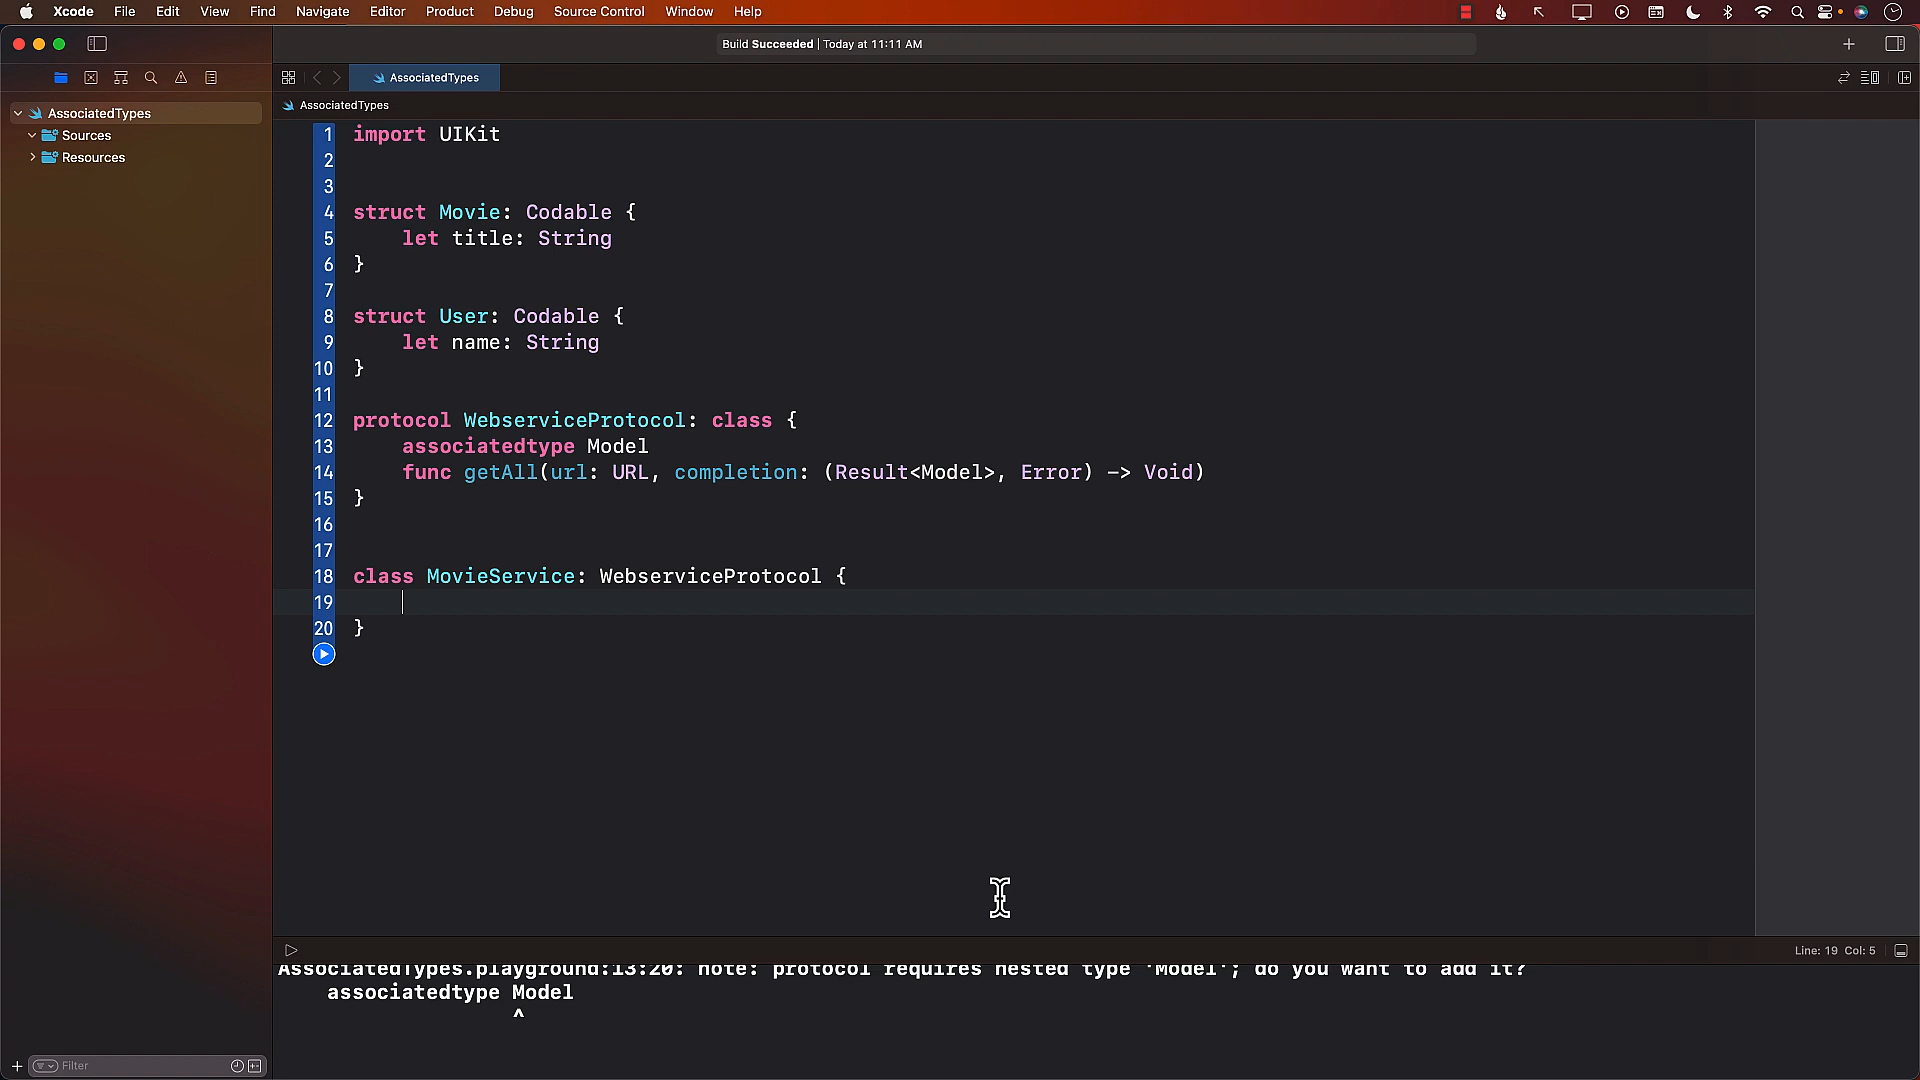 Xcode File Edit View Find Navigate Editor Product Debug Source Control Window Help
Build Succeeded | Today at 11:11 AM
AssociatedTypes
AssociatedTypes
AssociatedTypes
Sources
Resources
1 import UIKit
2
3
4 struct Movie: Codable {
5 let title: String
6 }
7
8 struct User: Codable {
9 let name: String
10 }
11
12 protocol WebserviceProtocol: class {
13 associatedtype Model
14 func getAll(url: URL, completion: (Result<Model>, Error) -> Void)
15 }
16
17
18 class MovieService: WebserviceProtocol {
19
20 }
Line: 19 Col: 5
AssociatedTypes.playground:13:20: note: protocol requires nested type 'Model'; do you want to add it?
associatedtype Model
^
Filter